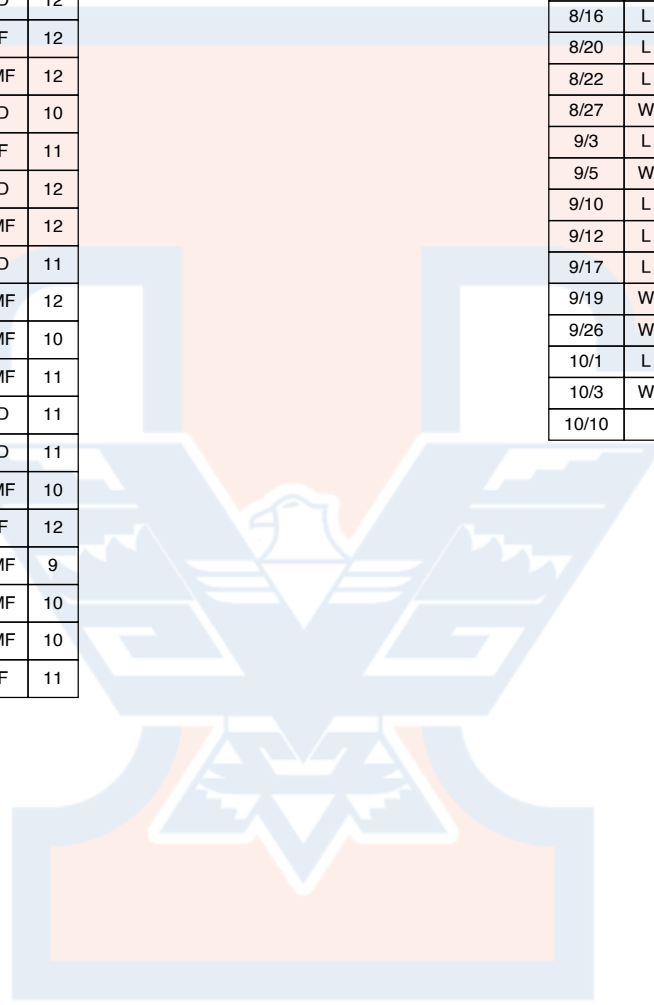 D 12
F 12
MF 12
D 10
F 11
D 12
MF 12
D 11
MF 12
MF 10
MF 11
D 11
D 11
MF 10
F 12
MF 9
MF 10
MF 10
F 11
8/16 L
8/20 L
8/22 L
8/27 W
9/3 L
9/5 W
9/10 L
9/12 L
9/17 L
9/19 W
9/26 W
10/1 L
10/3 W
10/10